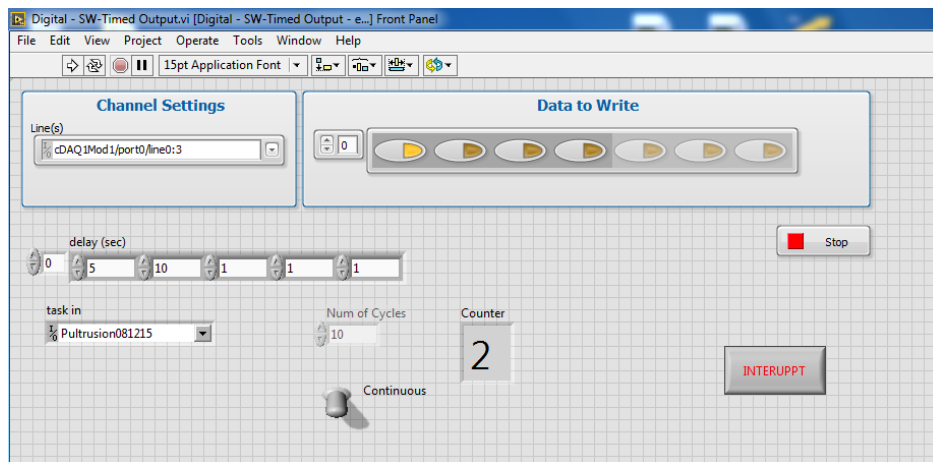 Digital - SW-Timed Output.vi [Digital - SW-Timed Output - e...] Front Panel
File Edit View Project Operate Tools Window Help
15pt Application Font
Channel Settings
Data to Write
Line(s)
cDAQ1Mod1/port0/line0:3
0
delay (sec)
Stop
0 5 10 1 1 1
task in
Num of Cycles
Counter
Pultrusion081215
10
2
INTERUPPT
Continuous